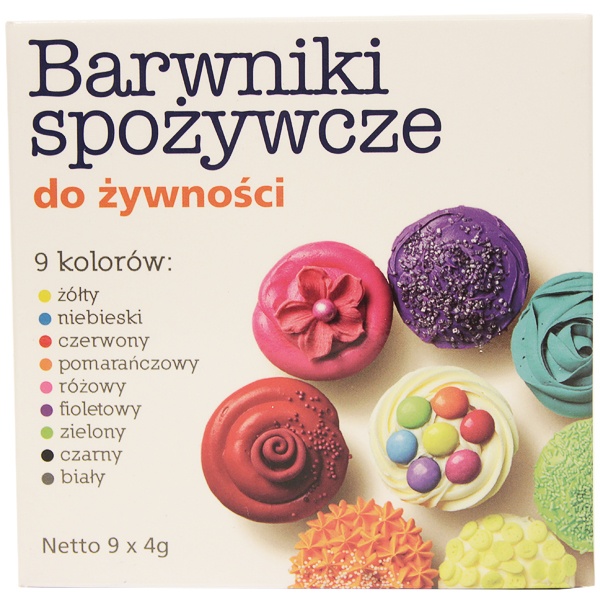 Barwniki
spożywcze
do żywności
9 kolorów:
żółty
niebieski
czerwony
pomarańczowy
różowy
fioletowy
zielony
czarny
biały
Netto 9 x 4g